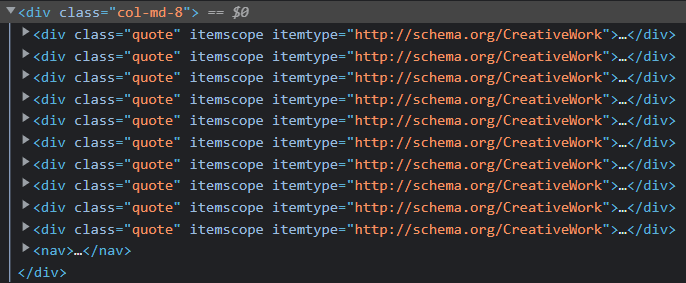 ▼<div class="col-md-8"> == $0
▶<div class="quote" itemscope itemtype="http://schema.org/CreativeWork">…</div>
▶<div class="quote" itemscope itemtype="http://schema.org/CreativeWork">…</div>
▶<div class="quote" itemscope itemtype="http://schema.org/CreativeWork">…</div>
▶<div class="quote" itemscope itemtype="http://schema.org/CreativeWork">…</div>
▶<div class="quote" itemscope itemtype="http://schema.org/CreativeWork">…</div>
▶<div class="quote" itemscope itemtype="http://schema.org/CreativeWork">…</div>
▶<div class="quote" itemscope itemtype="http://schema.org/CreativeWork">…</div>
▶<div class="quote" itemscope itemtype="http://schema.org/CreativeWork">…</div>
▶<div class="quote" itemscope itemtype="http://schema.org/CreativeWork">…</div>
▶<div class="quote" itemscope itemtype="http://schema.org/CreativeWork">…</div>
▶<nav>…</nav>
</div>